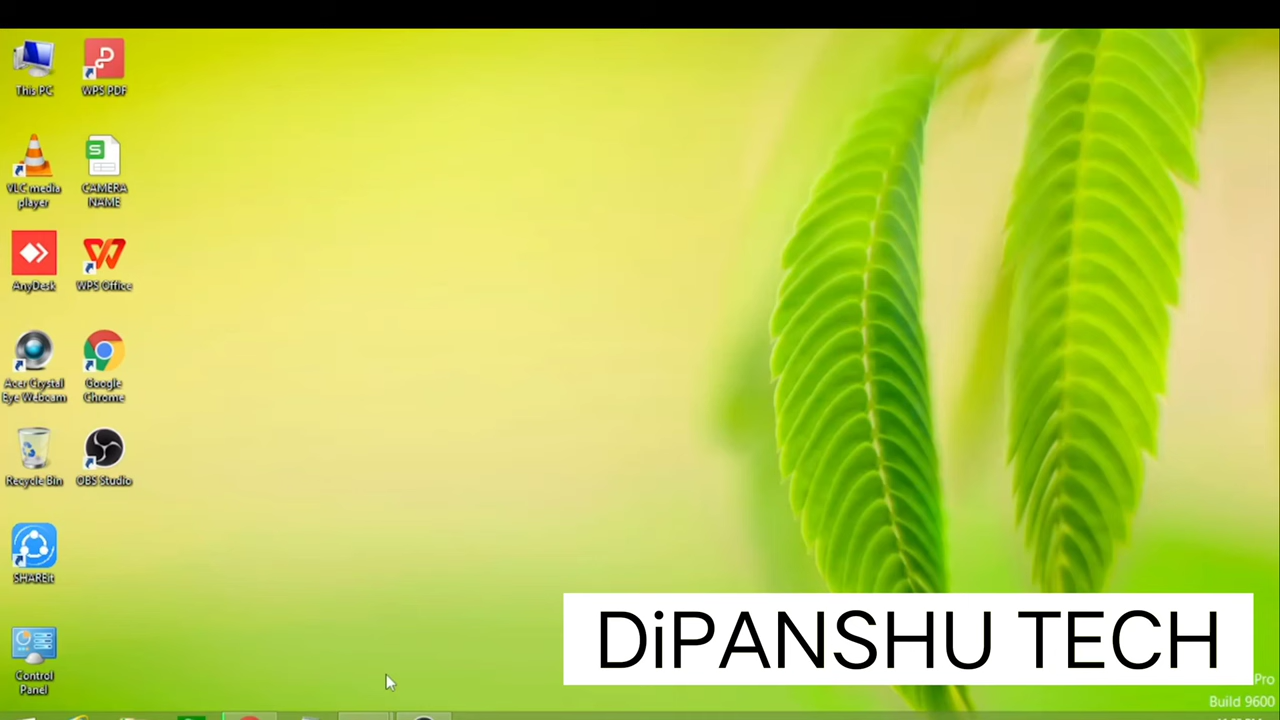 This PC
WPS PDF
VLC media
player
CAMERA
NAME
AnyDesk
WPS Office
Acer Crystal
Eye Webcam
Google
Chrome
Recycle Bin
OBS Studio
SHAREit
Control
Panel
DiPANSHU TECH
Pro
Build 9600